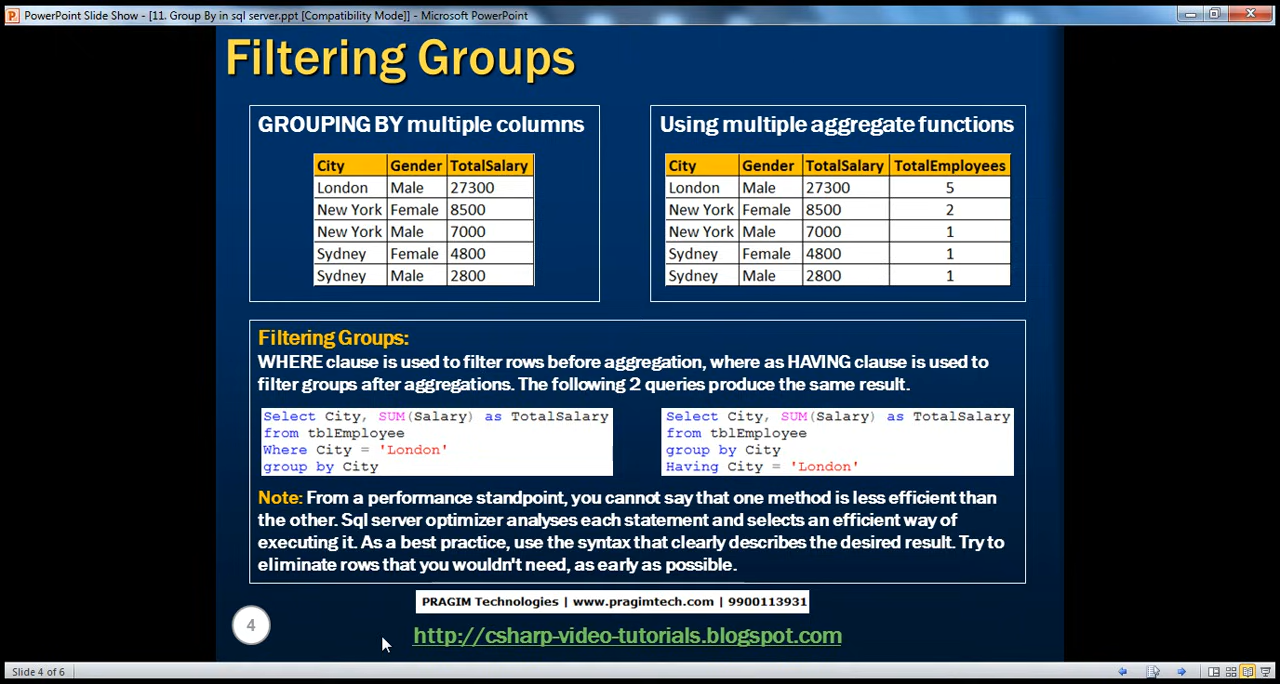 PowerPoint Slide Show - [11. Group By in sql server.ppt [Compatibility Mode]] - Microsoft PowerPoint
Filtering Groups
GROUPING BY multiple columns
City Gender TotalSalary
London Male 27300
New York Female 8500
New York Male 7000
Sydney Female 4800
Sydney Male 2800
Using multiple aggregate functions
City Gender TotalSalary TotalEmployees
London Male 27300 5
New York Female 8500 2
New York Male 7000 1
Sydney Female 4800 1
Sydney Male 2800 1
Filtering Groups:
WHERE clause is used to filter rows before aggregation, where as HAVING clause is used to
filter groups after aggregations. The following 2 queries produce the same result.
Select City, SUM(Salary) as TotalSalary
from tblEmployee
Where City = 'London'
group by City
Select City, SUM(Salary) as TotalSalary
from tblEmployee
group by City
Having City = 'London'
Note: From a performance standpoint, you cannot say that one method is less efficient than
the other. Sql server optimizer analyses each statement and selects an efficient way of
executing it. As a best practice, use the syntax that clearly describes the desired result. Try to
eliminate rows that you wouldn't need, as early as possible.
PRAGIM Technologies | www.pragimtech.com | 9900113931
4
http://csharp-video-tutorials.blogspot.com
Slide 4 of 6